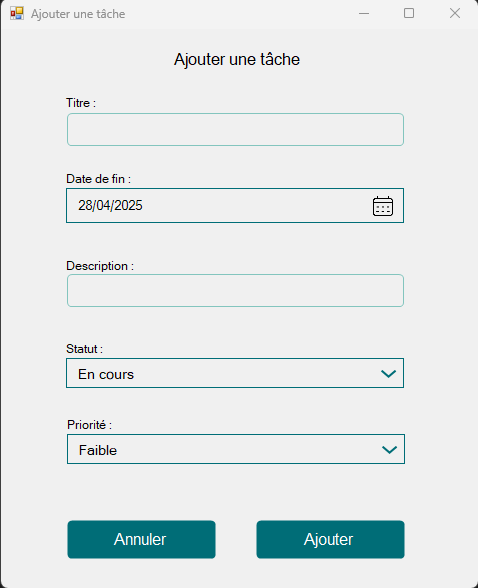 Ajouter une tâche
Ajouter une tâche
Titre :
Date de fin :
28/04/2025
Description :
Statut :
En cours
Priorité :
Faible
Annuler
Ajouter